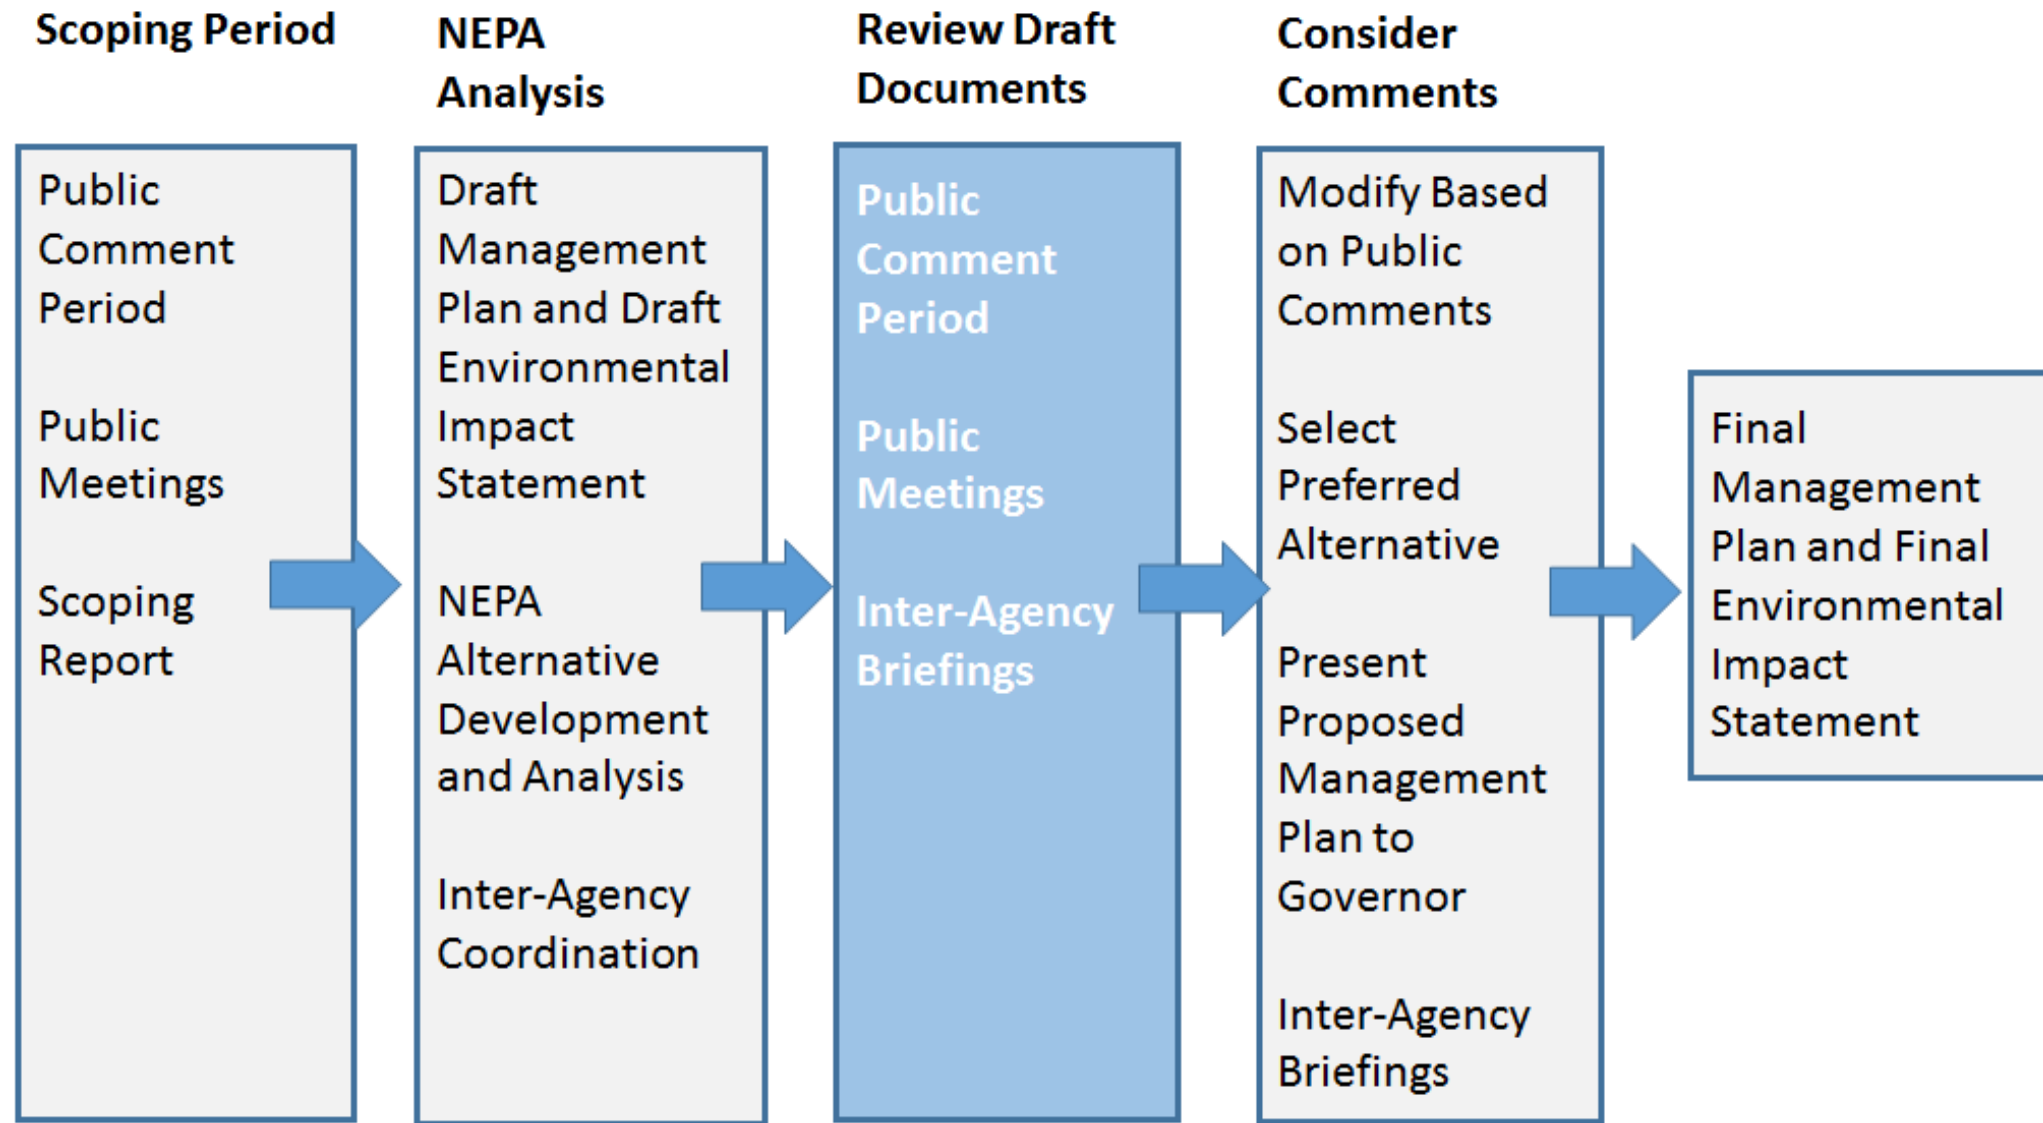 Scoping Period
Public
Comment
Period
Public
Meetings
Scoping
Report
NEPA
Analysis
Draft
Management
Plan and Draft
Environmental
Impact
Statement
NEPA
Alternative
Development
and Analysis
Inter-Agency
Coordination
Review Draft
Documents
Public
Comment
Period
Public
Meetings
Inter-Agency
Briefings
Consider
Comments
Modify Based
on Public
Comments
Select
Preferred
Alternative
Present
Proposed
Management
Plan to
Governor
Inter-Agency
Briefings
Final
Management
Plan and Final
Environmental
Impact
Statement